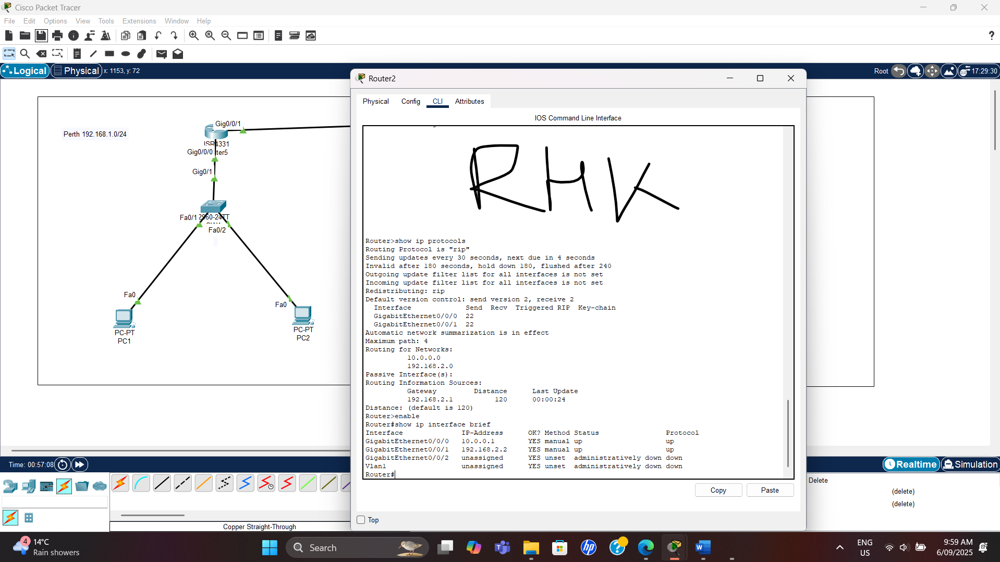 Cisco Packet Tracer
File Edit Options View Tools Extensions Window Help
Logical Physical x: 1153, y: 72
Root 17:29:30
Perth 192.168.1.0/24
Gig0/0/1
ISR4331
Gig0/0/0 ter5
Gig0/1
Fa0/1 2960-24TT
Fa0/2
Fa0
Fa0
PC-PT
PC1
PC-PT
PC2
Router2
Physical Config CLI Attributes
IOS Command Line Interface
RHK
Router>show ip protocols
Routing Protocol is "rip"
Sending updates every 30 seconds, next due in 4 seconds
Invalid after 180 seconds, hold down 180, flushed after 240
Outgoing update filter list for all interfaces is not set
Incoming update filter list for all interfaces is not set
Redistributing: rip
Default version control: send version 2, receive 2
Interface Send Recv Triggered RIP Key-chain
GigabitEthernet0/0/0 22
GigabitEthernet0/0/1 22
Automatic network summarization is in effect
Maximum path: 4
Routing for Networks:
10.0.0.0
192.168.2.0
Passive Interface(s):
Routing Information Sources:
Gateway Distance Last Update
192.168.2.1 120 00:00:24
Distance: (default is 120)
Router>enable
Router#show ip interface brief
Interface IP-Address OK? Method Status Protocol
GigabitEthernet0/0/0 10.0.0.1 YES manual up up
GigabitEthernet0/0/1 192.168.2.2 YES manual up up
GigabitEthernet0/0/2 unassigned YES unset administratively down down
Vlan1 unassigned YES unset administratively down down
Router#
Copy Paste
Top
Time: 00:57:08
Realtime Simulation
Delete
(delete)
(delete)
Copper Straight-Through
4
14°C
Rain showers
Search
ENG
US
9:59 AM
6/09/2025